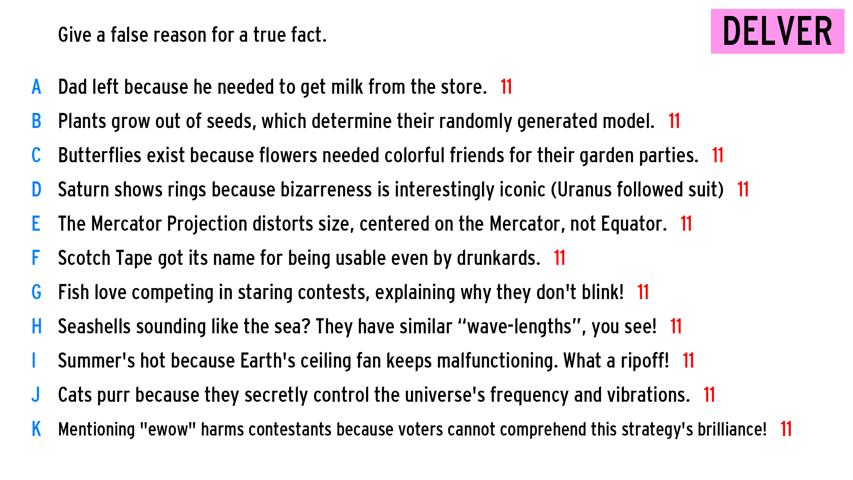 Give a false reason for a true fact.
DELVER
A Dad left because he needed to get milk from the store. 11
B Plants grow out of seeds, which determine their randomly generated model. 11
C Butterflies exist because flowers needed colorful friends for their garden parties. 11
D Saturn shows rings because bizarreness is interestingly iconic (Uranus followed suit) 11
E The Mercator Projection distorts size, centered on the Mercator, not Equator. 11
F Scotch Tape got its name for being usable even by drunkards. 11
G Fish love competing in staring contests, explaining why they don't blink! 11
H Seashells sounding like the sea? They have similar “wave-lengths”, you see! 11
I Summer's hot because Earth's ceiling fan keeps malfunctioning. What a ripoff! 11
J Cats purr because they secretly control the universe's frequency and vibrations. 11
K Mentioning "ewow" harms contestants because voters cannot comprehend this strategy's brilliance! 11